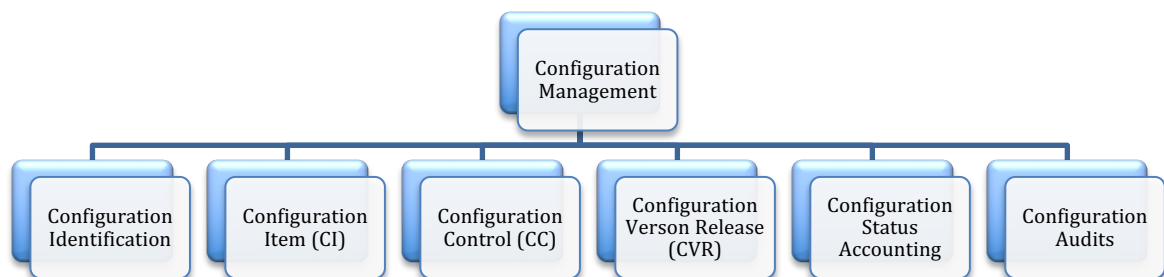 Configuration
Management
Configuration
Identification
Configuration
Item (CI)
Configuration
Control (CC)
Configuration
Verson Release
(CVR)
Configuration
Status
Accounting
Configuration
Audits